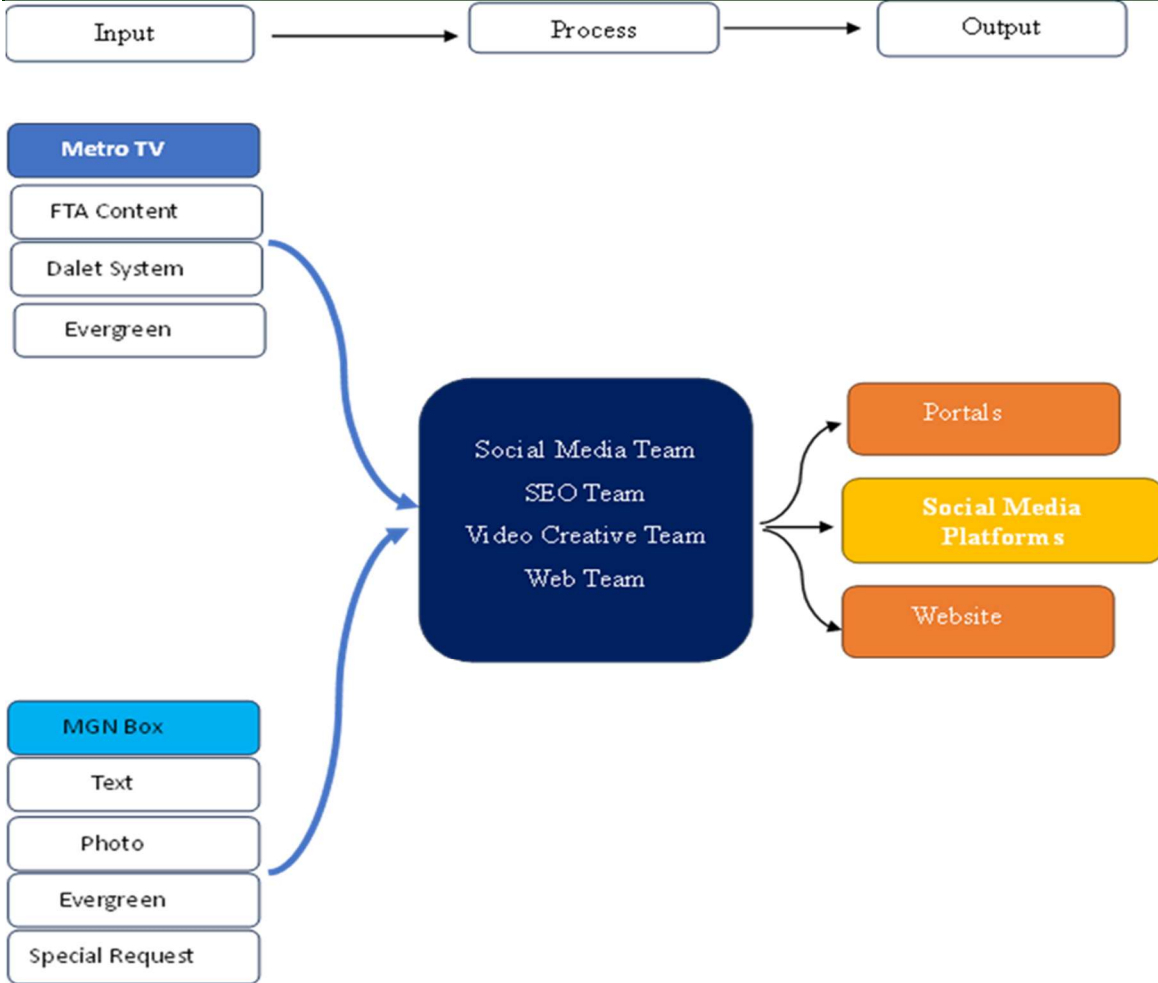 Input
Process
Output
Metro TV
FTA Content
Dalet System
Evergreen
Social Media Team
SEO Team
Video Creative Team
Web Team
Portals
Social Media
Platforms
Website
MGN Box
Text
Photo
Evergreen
Special Request